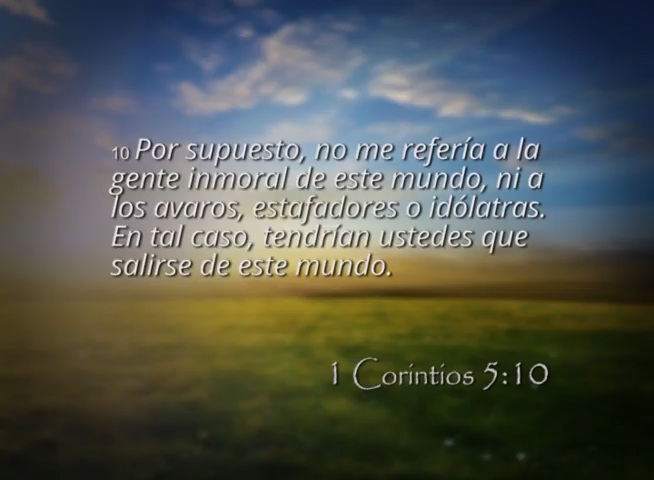 10 Por supuesto, no me refería a la
gente inmoral de este mundo, ni a
los avaros, estafadores o idólatras.
En tal caso, tendrían ustedes que
salirse de este mundo.
1 Corintios 5:10